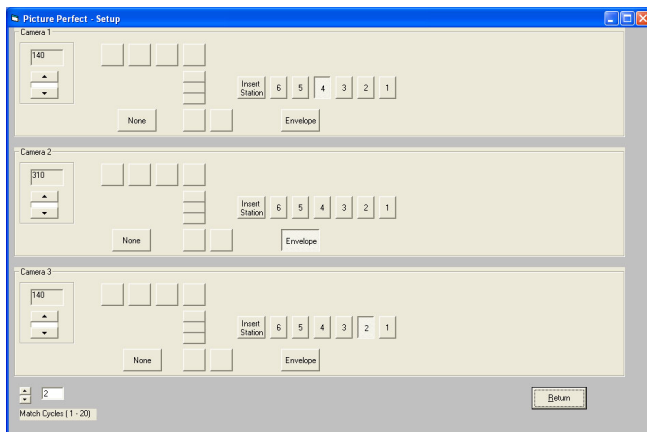 Picture Perfect - Setup
Camera 1
140
Insert
Station 6 5 4 3 2 1
None Envelope
Camera 2
310
Insert
Station 6 5 4 3 2 1
None Envelope
Camera 3
140
Insert
Station 6 5 4 3 2 1
None Envelope
2
Return
Match Cycles ( 1 - 20)